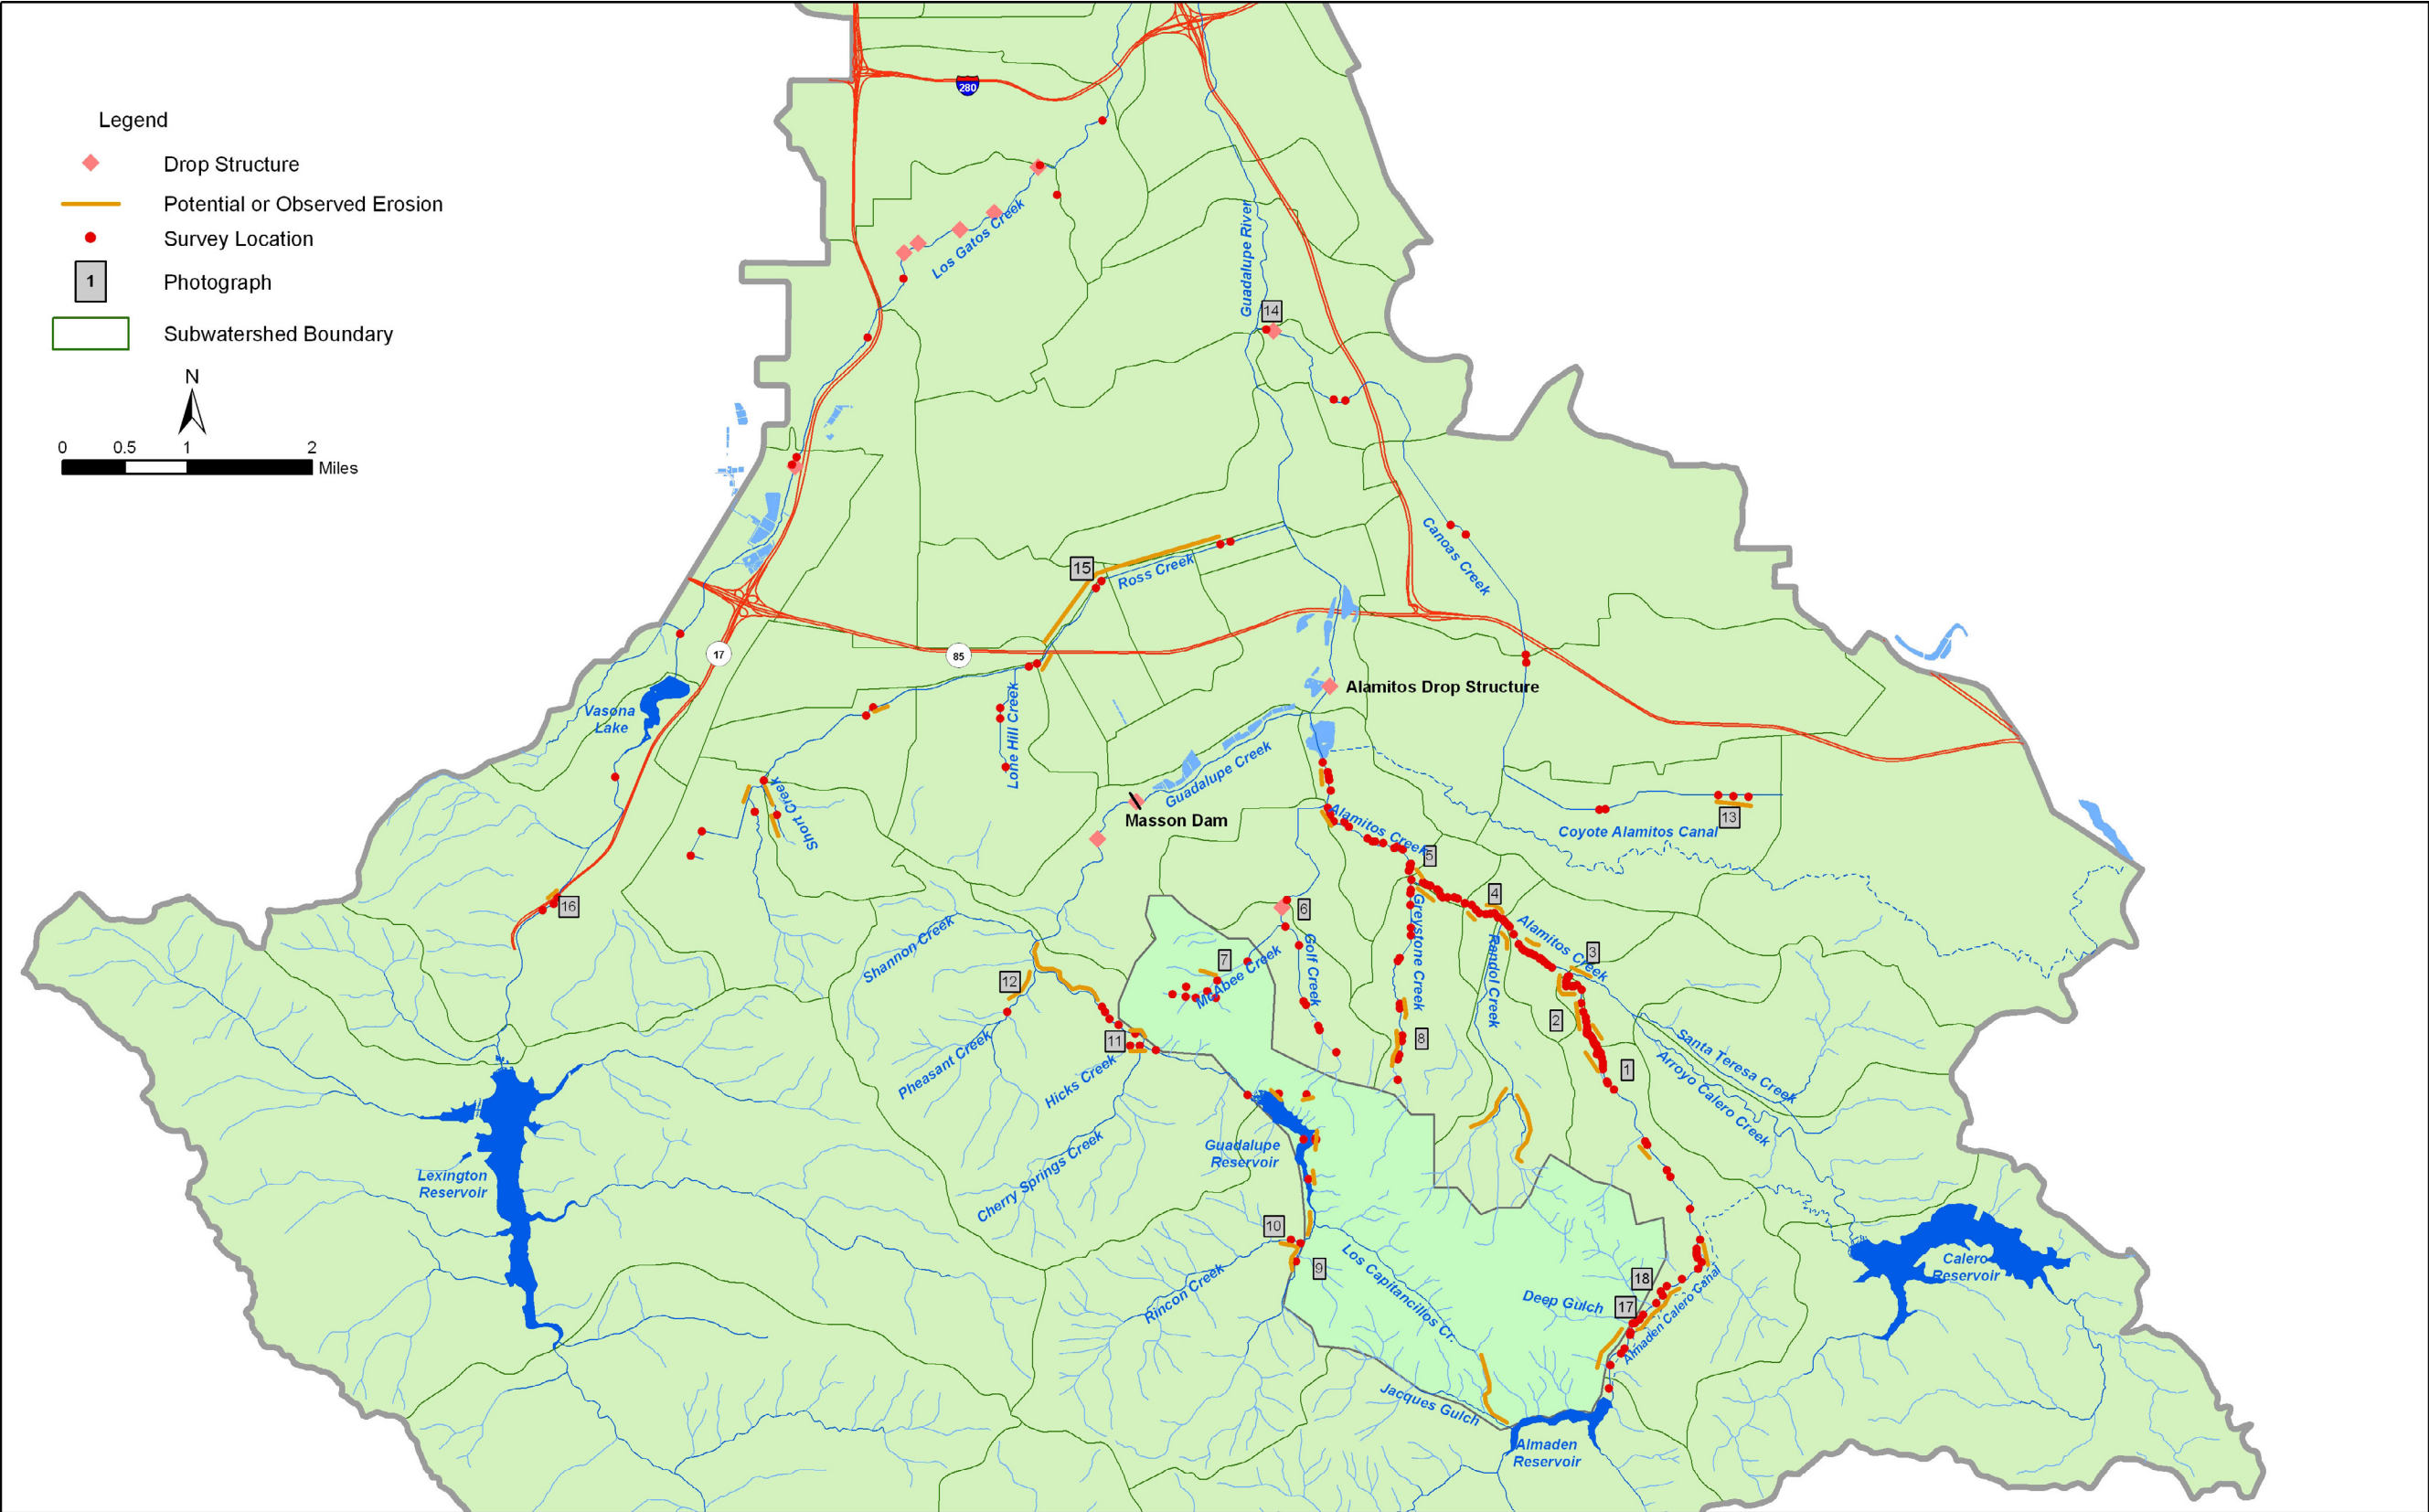 280
Legend
Drop Structure
Potential or Observed Erosion
Survey Location
1
Photograph
Subwatershed Boundary
N
0 0.5 1 2
Miles
Los Gatos Creek
Guadalupe River
14
Canoas Creek
15
Ross Creek
17
85
Alamitos Drop Structure
Vasona
Lake
Lone Hill Creek
Guadalupe Creek
Masson Dam
Short Creek
Alamitos Creek
Coyote Alamitos Canal
13
5
4
16
6
Shannon Creek
Greystone Creek
Randol Creek
Alamitos Creek
3
7
McAbee Creek
Golf Creek
12
2
8
11
Pheasant Creek
Hicks Creek
1
Santa Teresa Creek
Arroyo Calero Creek
Cherry Springs Creek
Guadalupe
Reservoir
Lexington
Reservoir
10
9
Rincon Creek
Los Capitancillos Cr.
Deep Gulch
18
17
Almaden Calero Canal
Calero
Reservoir
Jacques Gulch
Almaden
Reservoir